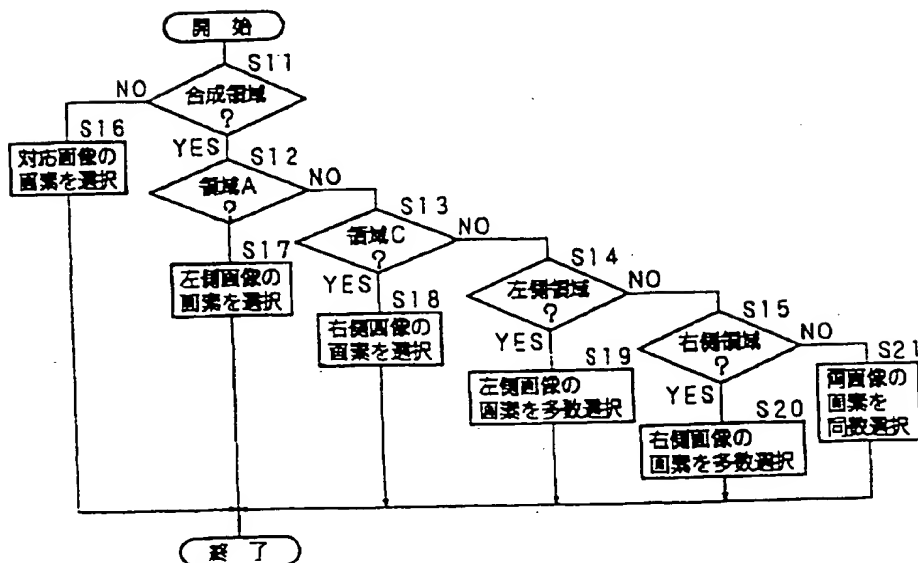 開 始
S11
合成領域
?
NO
YES
S16
対応画像の
画素を選択
S12
領域A
?
NO
S17
左側画像の
画素を選択
S13
領域C
?
NO
YES
S18
右側画像の
画素を選択
S14
左側領域
?
NO
YES
S19
左側画像の
画素を多数選択
S15
右側領域
?
NO
YES
S20
右側画像の
画素を多数選択
S21
両画像の
画素を
同数選択
終 了